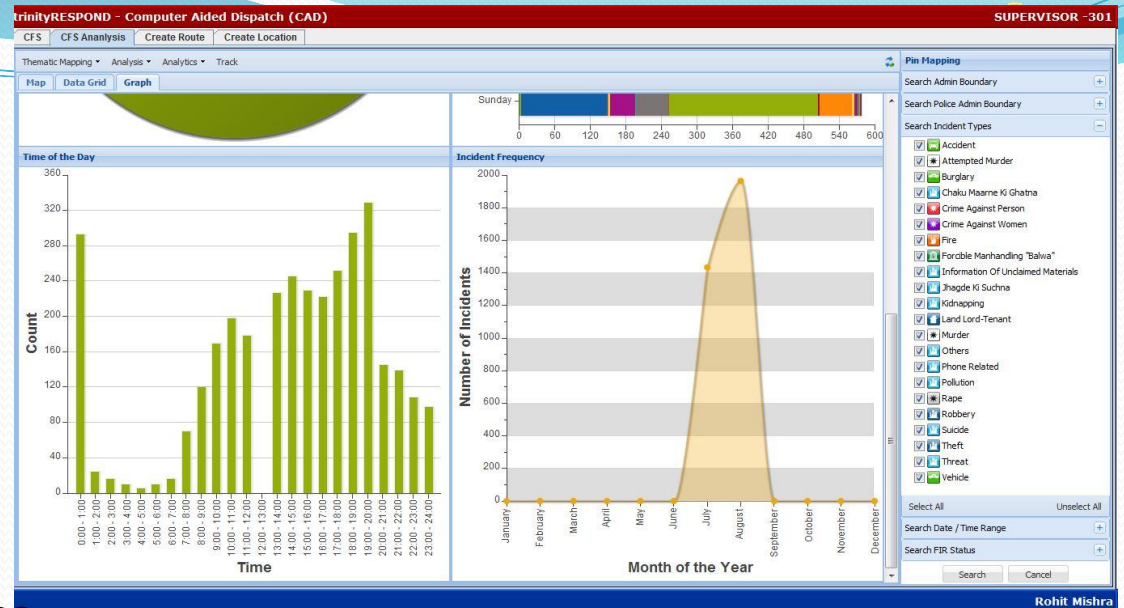 trinityRESPOND - Computer Aided Dispatch (CAD) SUPERVISOR -301
CFS CFS Ananlysis Create Route Create Location
Thematic Mapping Analysis Analytics Track
Map Data Grid Graph
Sunday
0 60 120 180 240 300 360 420 480 540 600
Time of the Day
360
320
280
240
200
160
120
80
40
0
Count
0:00 - 1:00
1:00 - 2:00
2:00 - 3:00
3:00 - 4:00
4:00 - 5:00
5:00 - 6:00
6:00 - 7:00
7:00 - 8:00
8:00 - 9:00
9:00 - 10:00
10:00 - 11:00
11:00 - 12:00
12:00 - 13:00
13:00 - 14:00
14:00 - 15:00
15:00 - 16:00
16:00 - 17:00
17:00 - 18:00
18:00 - 19:00
19:00 - 20:00
20:00 - 21:00
21:00 - 22:00
22:00 - 23:00
23:00 - 24:00
Time
Incident Frequency
2000
1800
1600
1400
1200
1000
800
600
400
200
0
Number of Incidents
January
February
March
April
May
June
July
August
September
October
November
December
Month of the Year
Pin Mapping
Search Admin Boundary
Search Police Admin Boundary
Search Incident Types
Accident
Attempted Murder
Burglary
Chaku Maarne Ki Ghatna
Crime Against Person
Crime Against Women
Fire
Forcible Manhandling "Balwa"
Information Of Unclaimed Materials
Jhagde Ki Suchna
Kidnapping
Land Lord-Tenant
Murder
Others
Phone Related
Pollution
Rape
Robbery
Suicide
Theft
Threat
Vehicle
Select All Unselect All
Search Date / Time Range
Search FIR Status
Search Cancel
Rohit Mishra